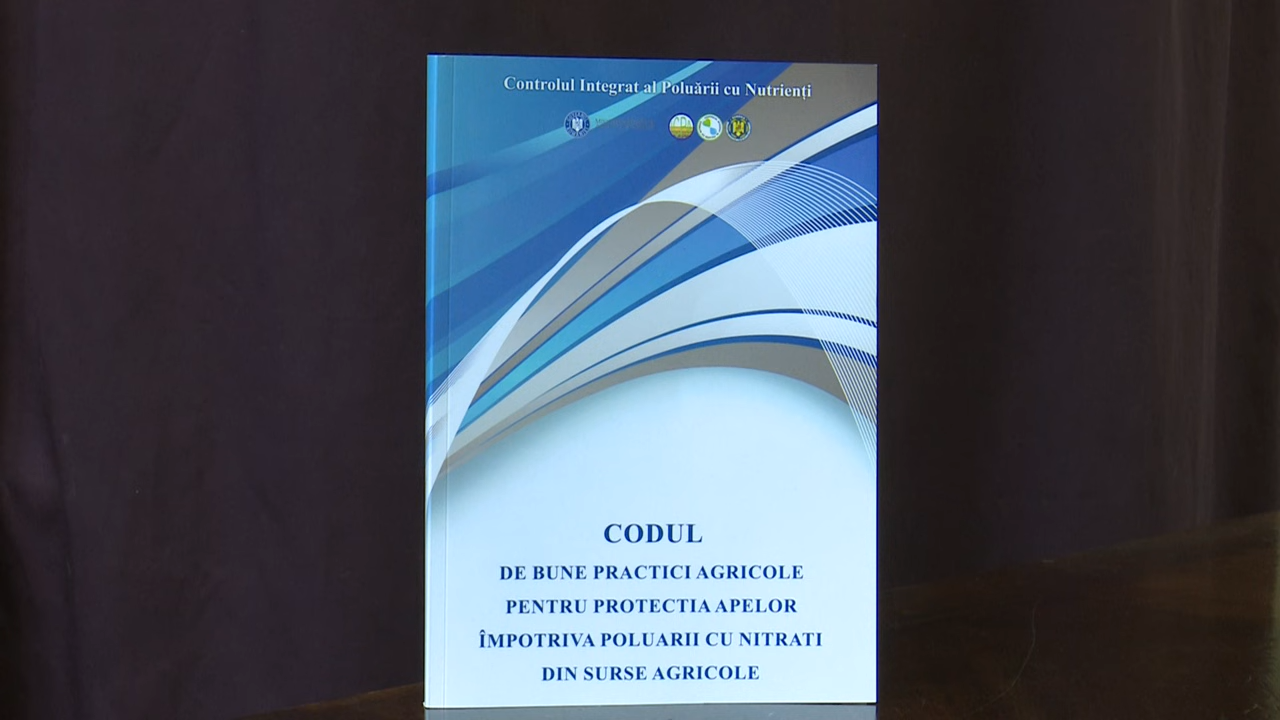 Controlul Integrat al Poluării cu Nutrienți
CODUL
DE BUNE PRACTICI AGRICOLE
PENTRU PROTECTIA APELOR
ÎMPOTRIVA POLUARII CU NITRATI
DIN SURSE AGRICOLE